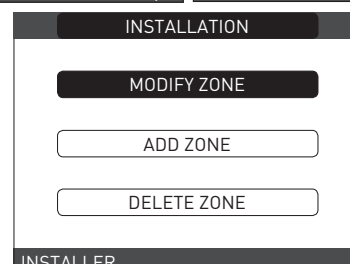 INSTALLATION
MODIFY ZONE
ADD ZONE
DELETE ZONE
INSTALLER